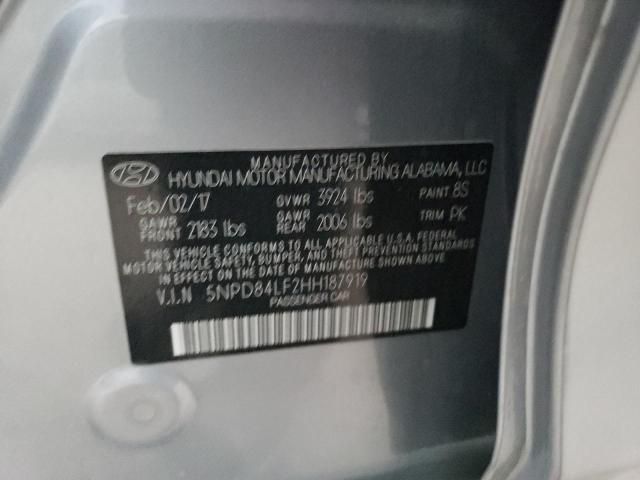 MANUFACTURED BY
HYUNDAI MOTOR MANUFACTURING ALABAMA, LLC
Feb/02/17 GVWR 3924 lbs PAINT 8S
GAWR FRONT 2183 lbs GAWR REAR 2006 lbs TRIM PK
THIS VEHICLE CONFORMS TO ALL APPLICABLE U.S.A. FEDERAL
MOTOR VEHICLE SAFETY, BUMPER, AND THEFT PREVENTION STANDARDS
IN EFFECT ON THE DATE OF MANUFACTURE SHOWN ABOVE.
V.I.N 5NPD84LF2HH187919
PASSENGER CAR